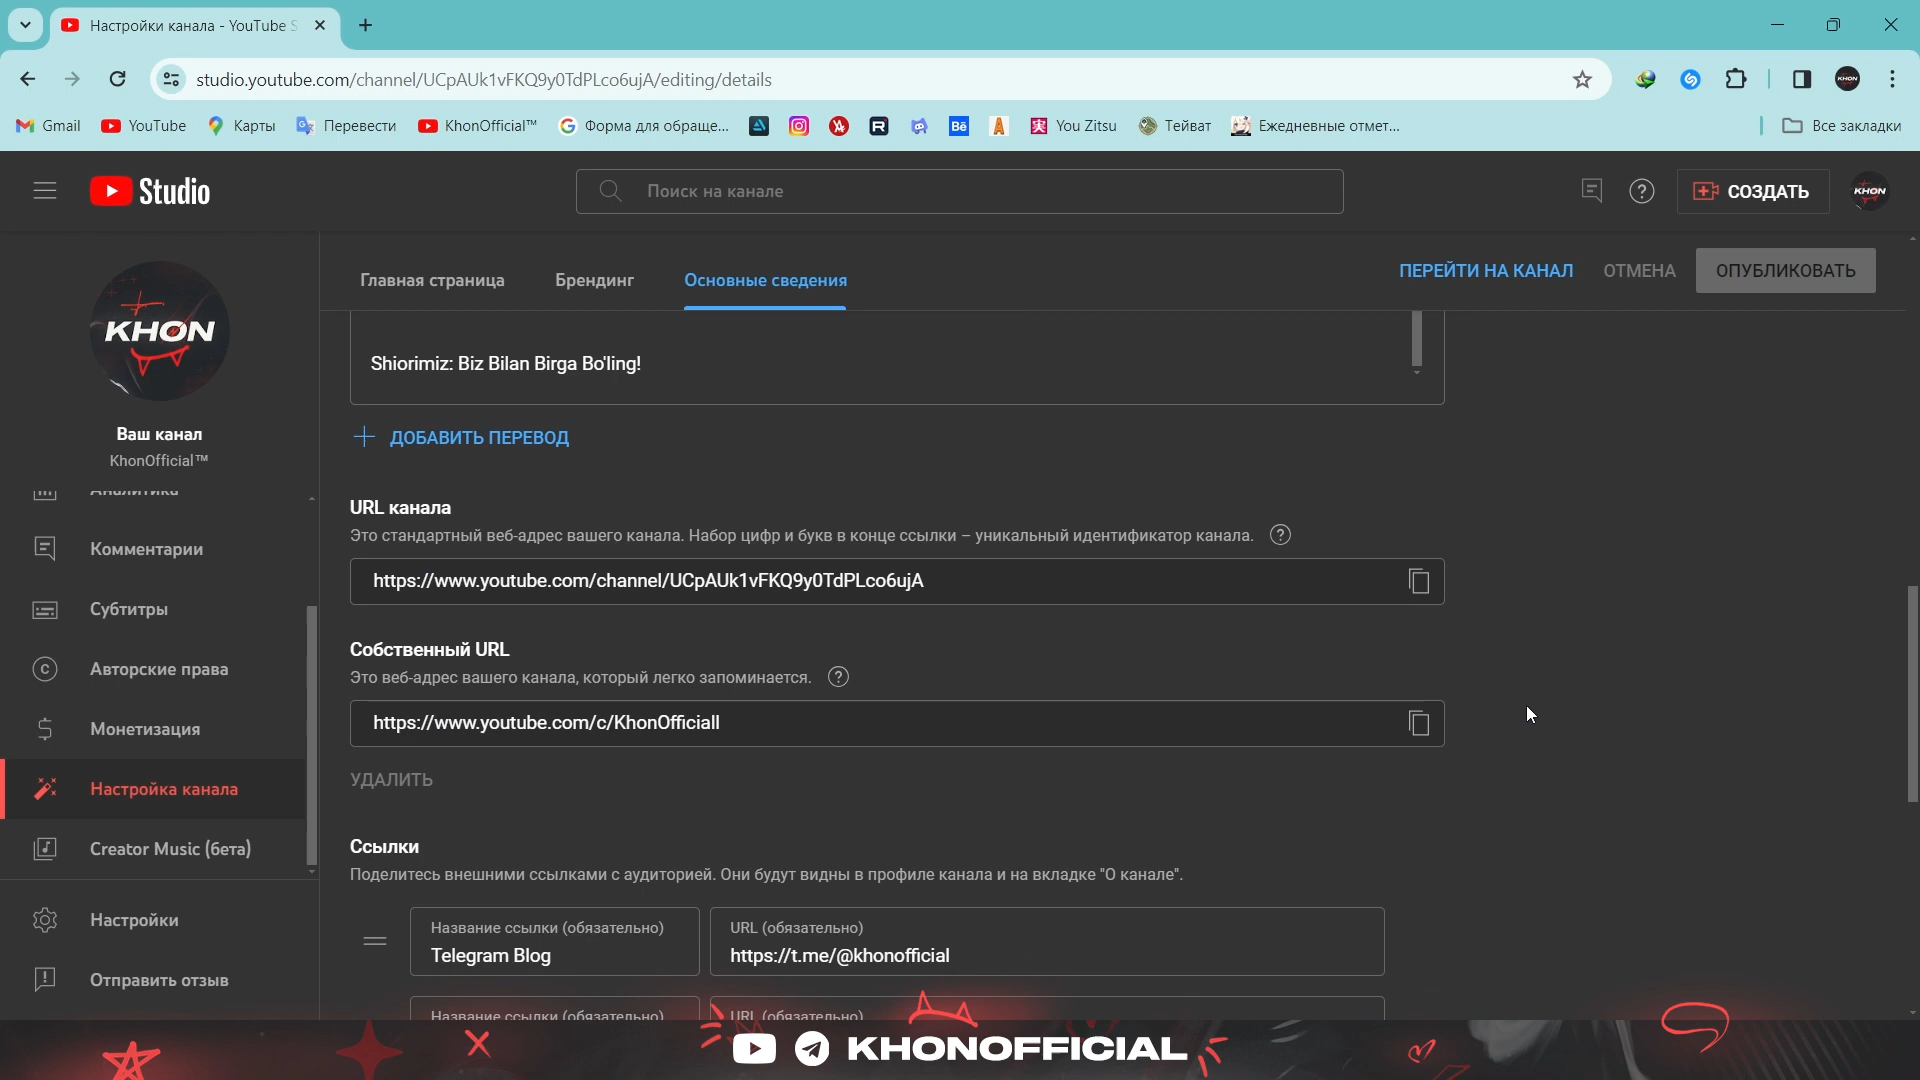 Настройки канала - YouTube S
studio.youtube.com/channel/UCpAUk1vFKQ9y0TdPLco6ujA/editing/details
Gmail
YouTube
Карты
Перевести
KhonOfficial™
Форма для обраще...
You Zitsu
Тейват
Ежедневные отмет...
Все закладки
Studio
Поиск на канале
СОЗДАТЬ
KHON
Ваш канал
KhonOfficial™
Аналитика
Комментарии
Субтитры
Авторские права
Монетизация
Настройка канала
Creator Music (бета)
Настройки
Отправить отзыв
Главная страница
Брендинг
Основные сведения
ПЕРЕЙТИ НА КАНАЛ
ОТМЕНА
ОПУБЛИКОВАТЬ
Shiorimiz: Biz Bilan Birga Bo'ling!
ДОБАВИТЬ ПЕРЕВОД
URL канала
Это стандартный веб-адрес вашего канала. Набор цифр и букв в конце ссылки – уникальный идентификатор канала.
https://www.youtube.com/channel/UCpAUk1vFKQ9y0TdPLco6ujA
Собственный URL
Это веб-адрес вашего канала, который легко запоминается.
https://www.youtube.com/c/KhonOfficiall
УДАЛИТЬ
Ссылки
Поделитесь внешними ссылками с аудиторией. Они будут видны в профиле канала и на вкладке "О канале".
Название ссылки (обязательно)
Telegram Blog
URL (обязательно)
https://t.me/@khonofficial
Название ссылки (обязательно)
URL (обязательно)
KHONOFFICIAL